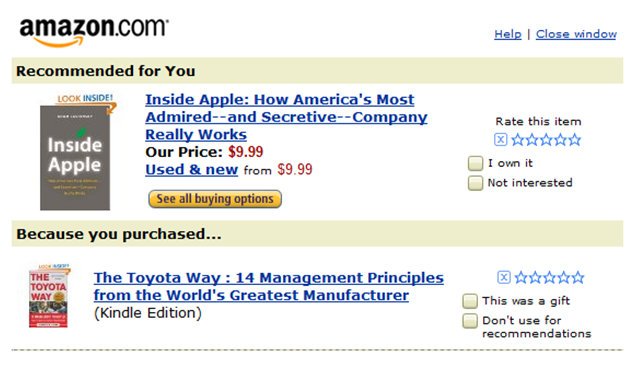 amazon.com
Help | Close window
Recommended for You
LOOK INSIDE!
Inside Apple: How America's Most
Admired--and Secretive--Company
Really Works
Our Price: $9.99
Used & new from $9.99
See all buying options
Inside
Apple
Rate this item
X
I own it
Not interested
Because you purchased...
LOOK INSIDE!
THE
TOYOTA
WAY
The Toyota Way : 14 Management Principles
from the World's Greatest Manufacturer
(Kindle Edition)
X
This was a gift
Don't use for
recommendations